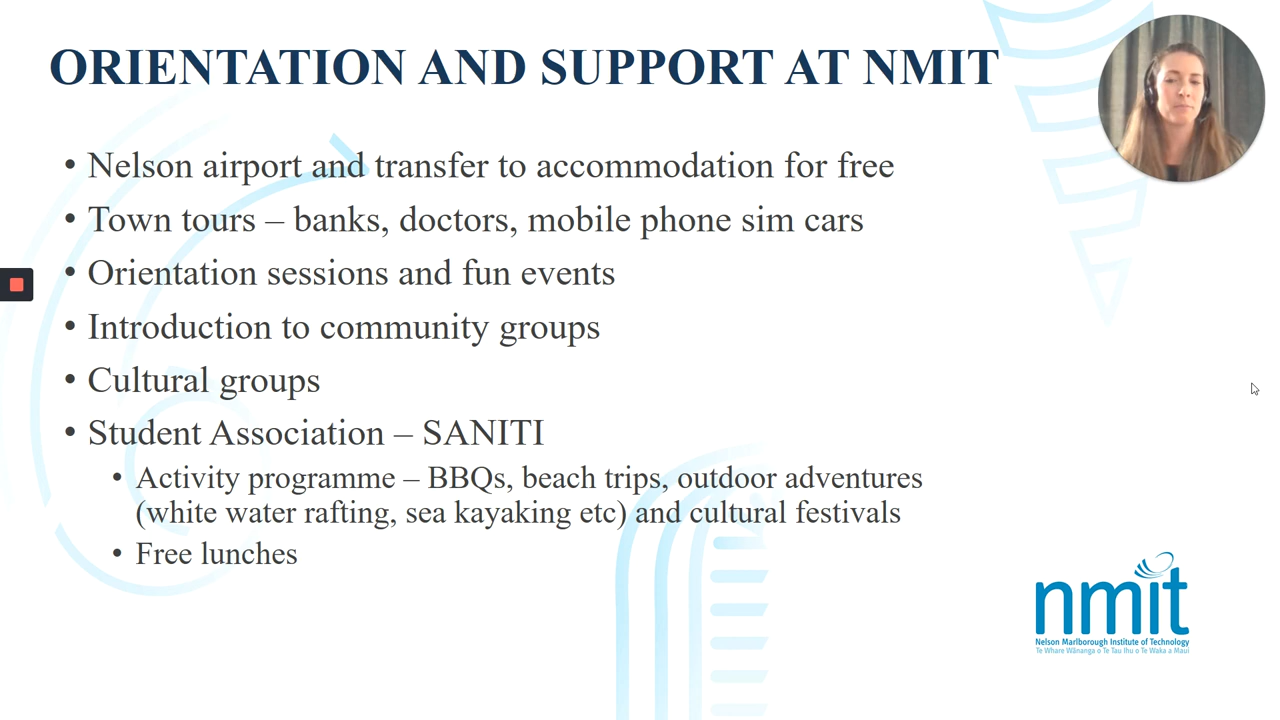 ORIENTATION AND SUPPORT AT NMIT
• Nelson airport and transfer to accommodation for free
• Town tours – banks, doctors, mobile phone sim cars
• Orientation sessions and fun events
• Introduction to community groups
• Cultural groups
• Student Association – SANITI
• Activity programme – BBQs, beach trips, outdoor adventures
(white water rafting, sea kayaking etc) and cultural festivals
• Free lunches
nmit
Nelson Marlborough Institute of Technology
Te Whare Wānanga o Te Tau Ihu o Te Waka a Maui